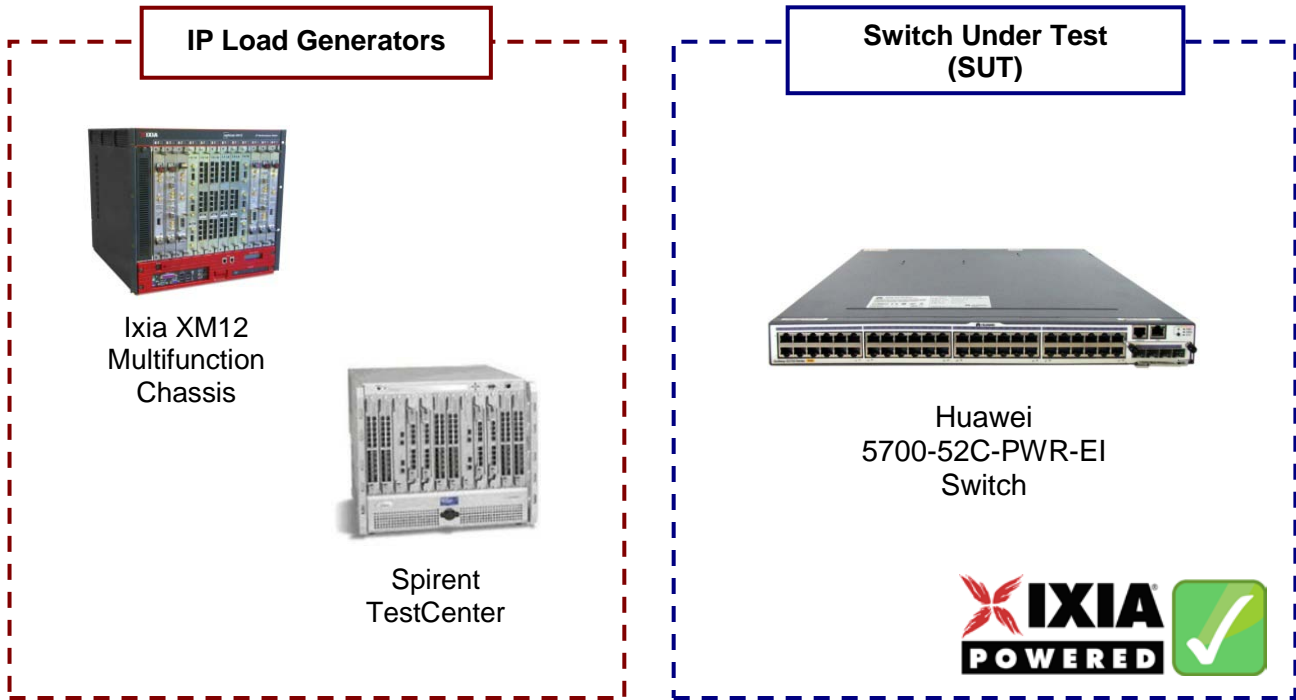 IP Load Generators
Switch Under Test
(SUT)
IXIA
Ixia XM12
Multifunction
Chassis
Huawei
5700-52C-PWR-EI
Switch
Spirent
TestCenter
IXIA
POWERED